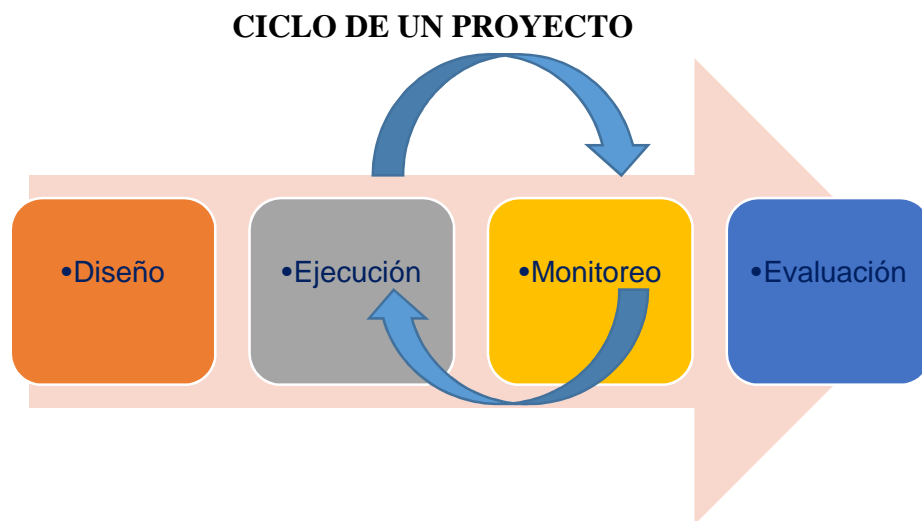 CICLO DE UN PROYECTO
•Diseño
•Ejecución
•Monitoreo
•Evaluación